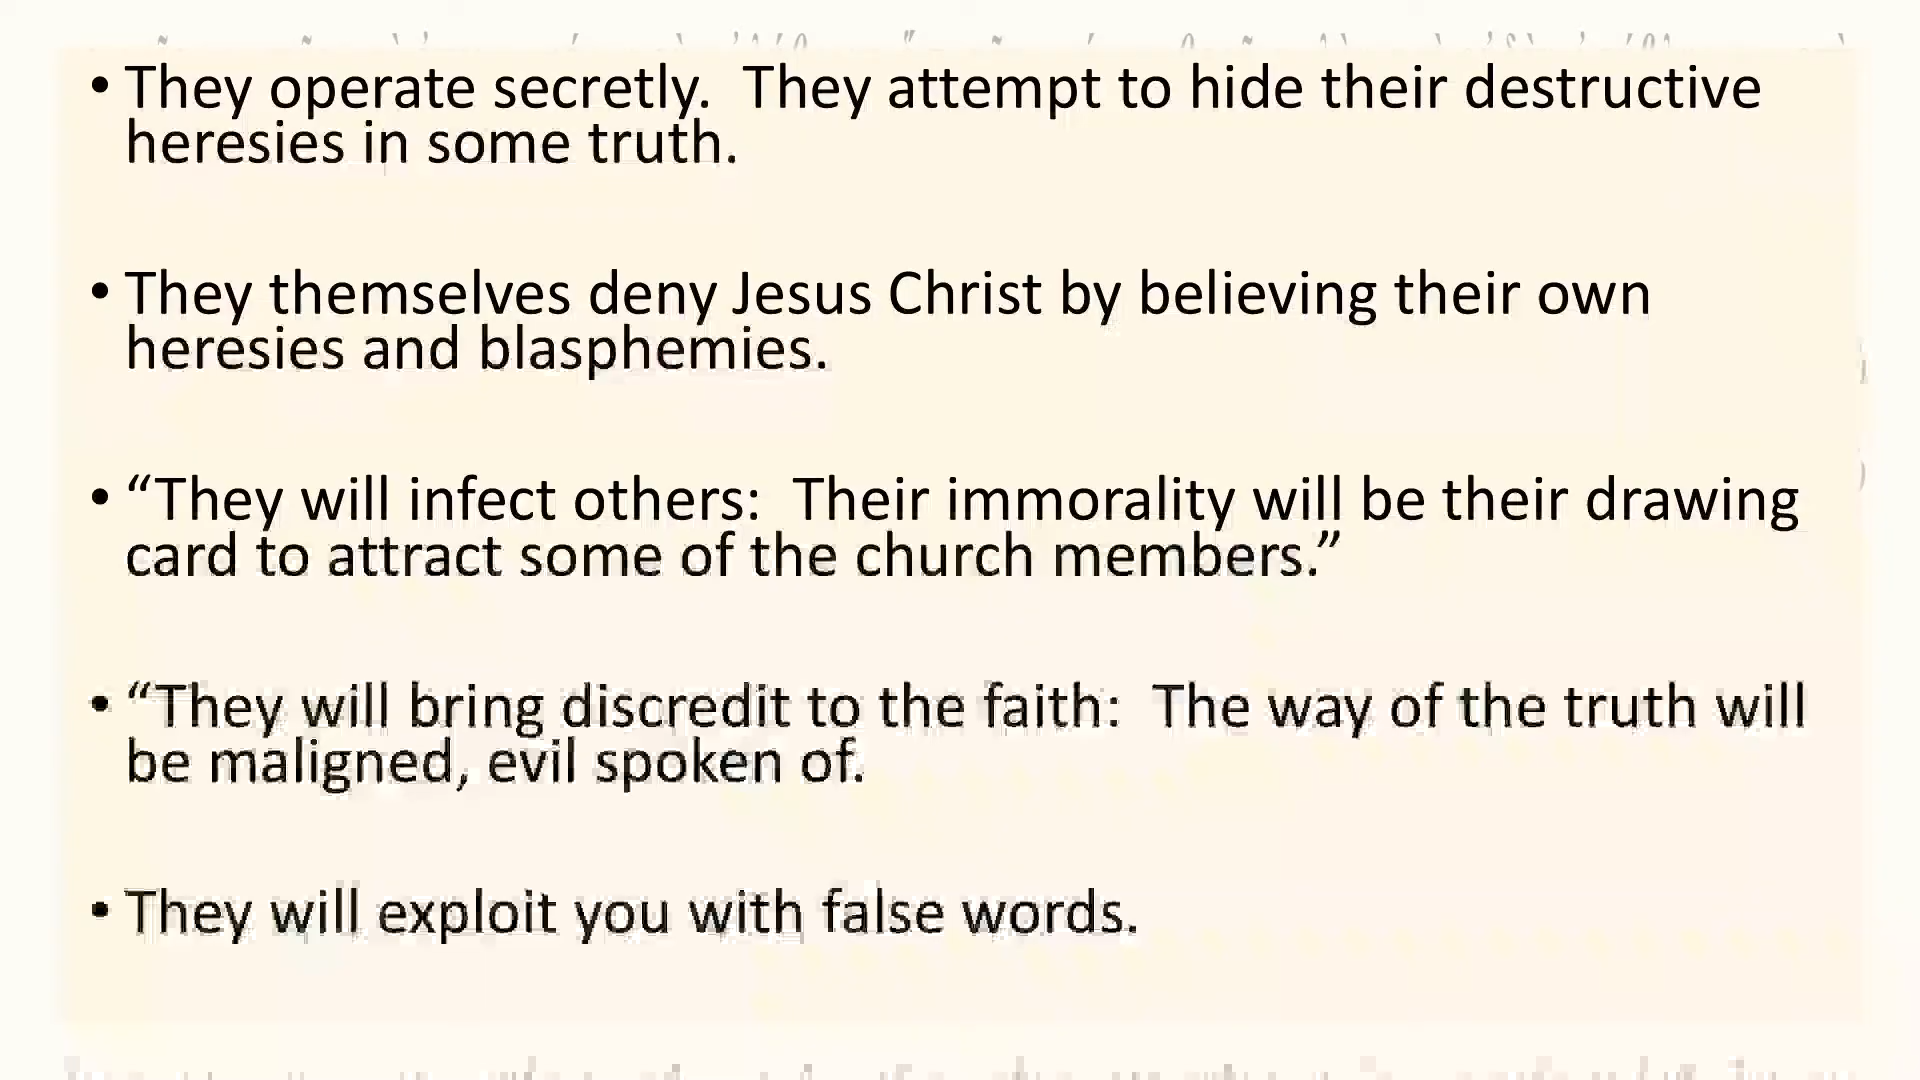 • They operate secretly.  They attempt to hide their destructive
heresies in some truth.
• They themselves deny Jesus Christ by believing their own
heresies and blasphemies.
• “They will infect others:  Their immorality will be their drawing
card to attract some of the church members.”
• “They will bring discredit to the faith:  The way of the truth will
be maligned, evil spoken of.
• They will exploit you with false words.